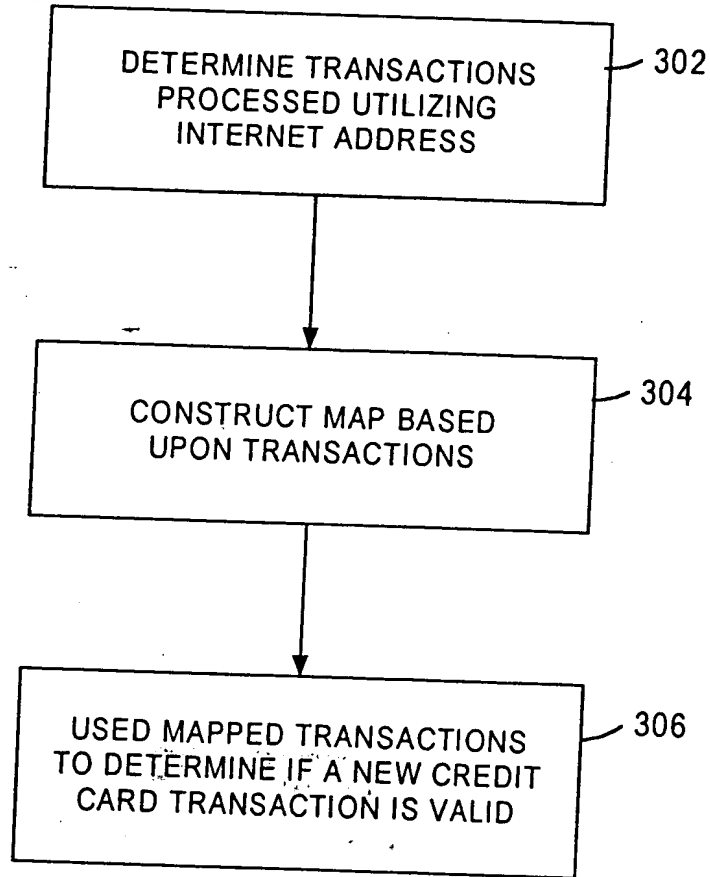 DETERMINE TRANSACTIONS
PROCESSED UTILIZING
INTERNET ADDRESS
302
CONSTRUCT MAP BASED
UPON TRANSACTIONS
304
USED MAPPED TRANSACTIONS
TO DETERMINE IF A NEW CREDIT
CARD TRANSACTION IS VALID
306